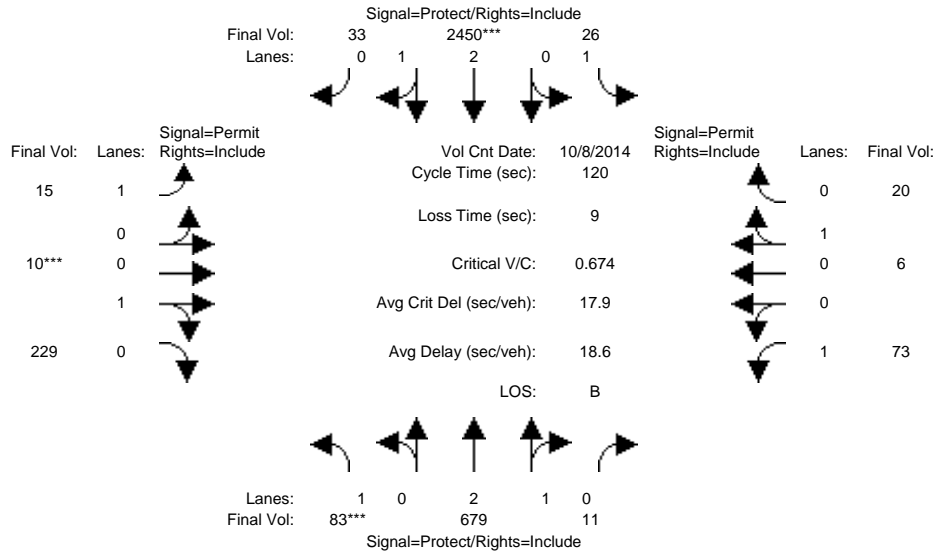 Signal=Protect/Rights=Include
Final Vol: 33 2450*** 26
Lanes: 0 1 2 0 1
Signal=Permit Signal=Permit
Final Vol: Lanes: Rights=Include Vol Cnt Date: 10/8/2014 Rights=Include Lanes: Final Vol:
Cycle Time (sec): 120
15 1 0 20
Loss Time (sec): 9
0 1
10*** 0 Critical V/C: 0.674 0 6
1 Avg Crit Del (sec/veh): 17.9 0
229 0 Avg Delay (sec/veh): 18.6 1 73
LOS: B
Lanes: 1 0 2 1 0
Final Vol: 83*** 679 11
Signal=Protect/Rights=Include